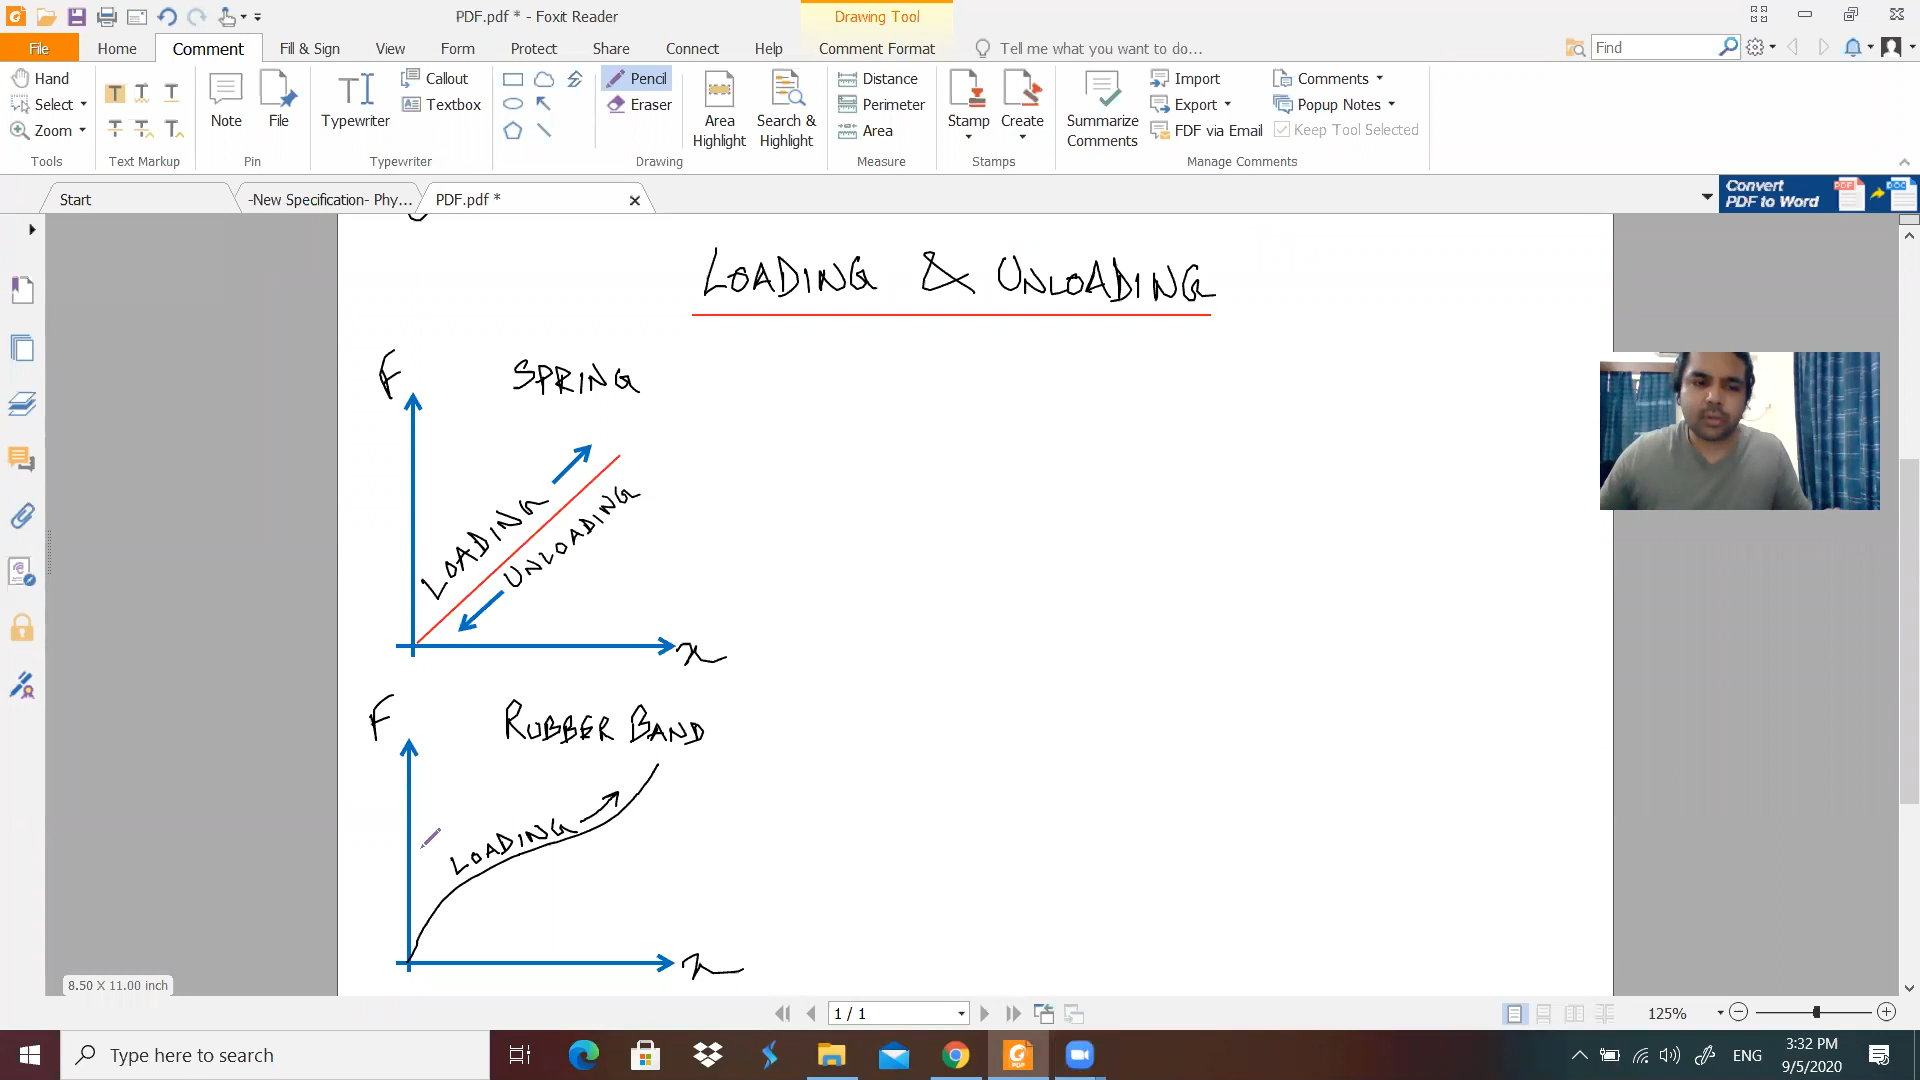 PDF.pdf * - Foxit Reader
Drawing Tool
File
Home
Comment
Fill & Sign
View
Form
Protect
Share
Connect
Help
Comment Format
Tell me what you want to do...
Find
Hand
Select
Zoom
Tools
Text Markup
Note
File
Pin
Typewriter
Callout
Textbox
Typewriter
Pencil
Eraser
Drawing
Area
Highlight
Search &
Highlight
Distance
Perimeter
Area
Measure
Stamp
Create
Stamps
Summarize
Comments
Import
Export
FDF via Email
Comments
Popup Notes
Keep Tool Selected
Manage Comments
Start
-New Specification- Phy...
PDF.pdf *
Convert
PDF to Word
PDF
DOC
LOADING & UNLOADING
F
SPRING
LOADING
UNLOADING
x
F
RUBBER BAND
LOADING
x
8.50 X 11.00 inch
1 / 1
125%
Type here to search
PDF
ENG
3:32 PM
9/5/2020